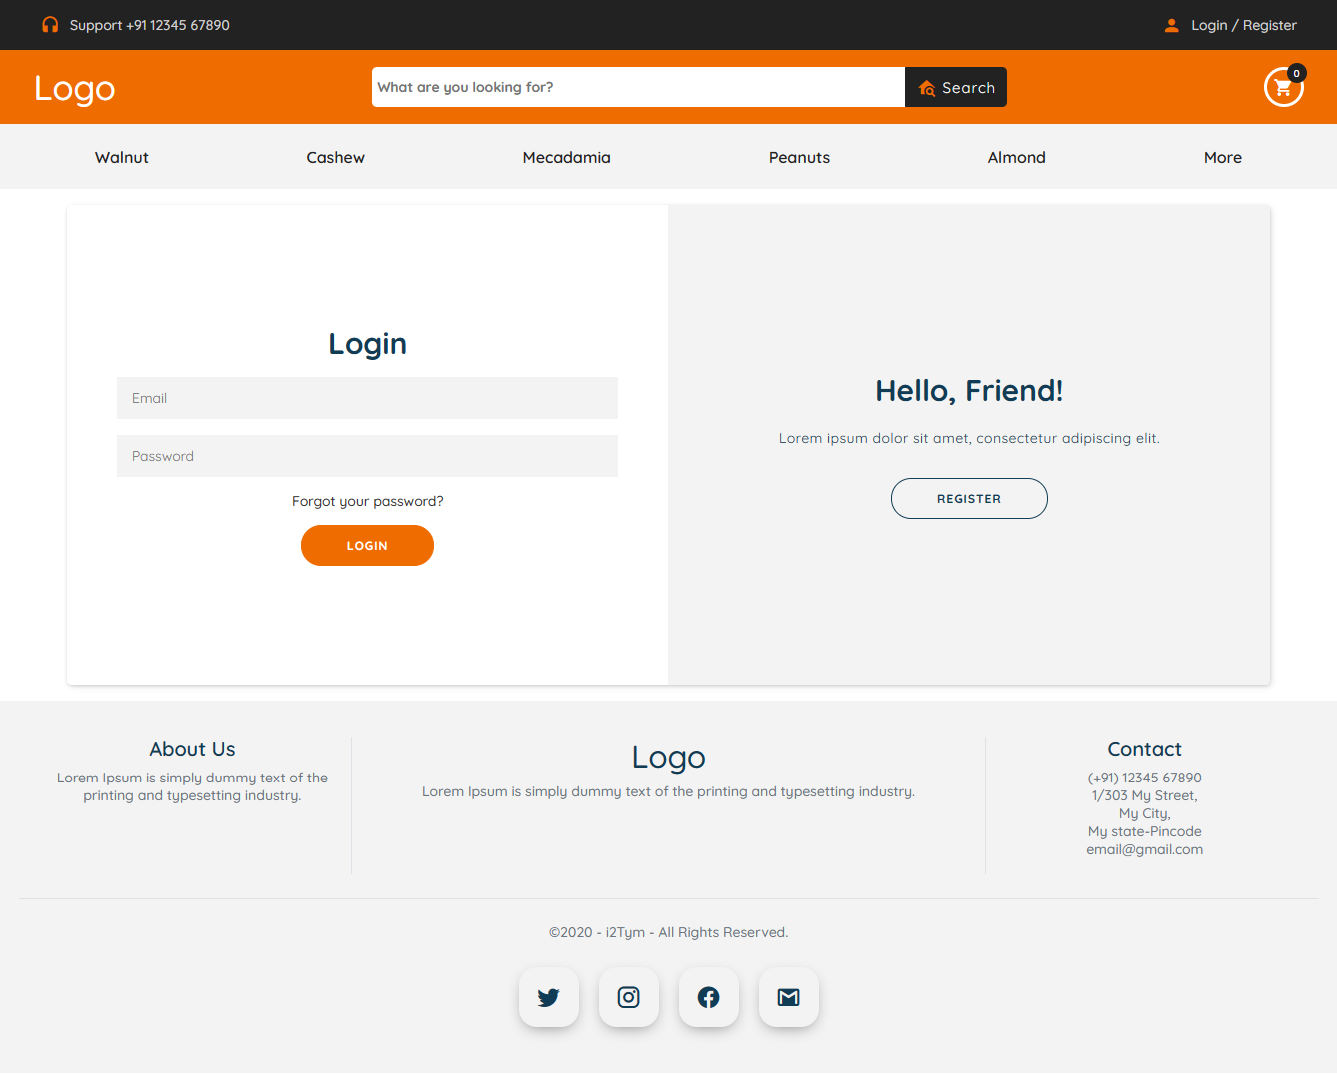 Support +91 12345 67890
Login / Register
Logo
What are you looking for?
Search
0
Walnut
Cashew
Mecadamia
Peanuts
Almond
More
Login
Email
Password
Forgot your password?
LOGIN
Hello, Friend!
Lorem ipsum dolor sit amet, consectetur adipiscing elit.
REGISTER
About Us
Lorem Ipsum is simply dummy text of the
printing and typesetting industry.
Logo
Lorem Ipsum is simply dummy text of the printing and typesetting industry.
Contact
(+91) 12345 67890
1/303 My Street,
My City,
My state-Pincode
email@gmail.com
©2020 - i2Tym - All Rights Reserved.